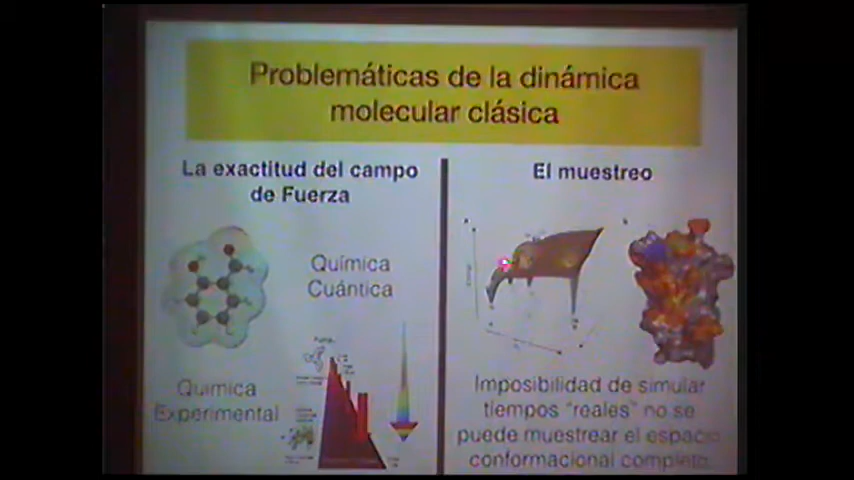 Problemáticas de la dinámica
molecular clásica
La exactitud del campo
de Fuerza
Química
Cuántica
Química
Experimental
El muestreo
Imposibilidad de simular
tiempos "reales" no se
puede muestrear el espacio
conformacional completo